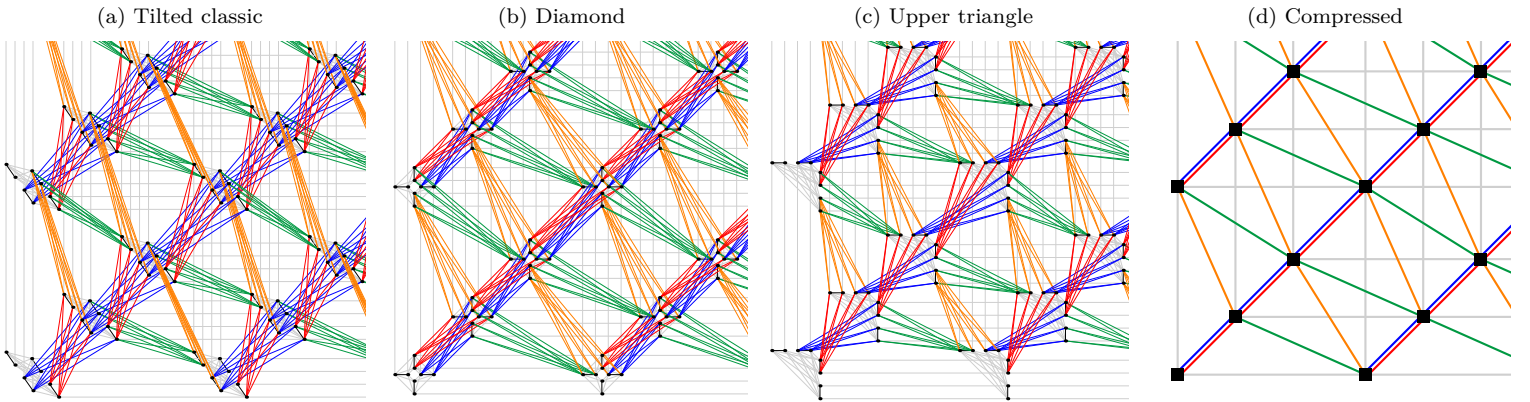 (a) Tilted classic
(b) Diamond
(c) Upper triangle
(d) Compressed